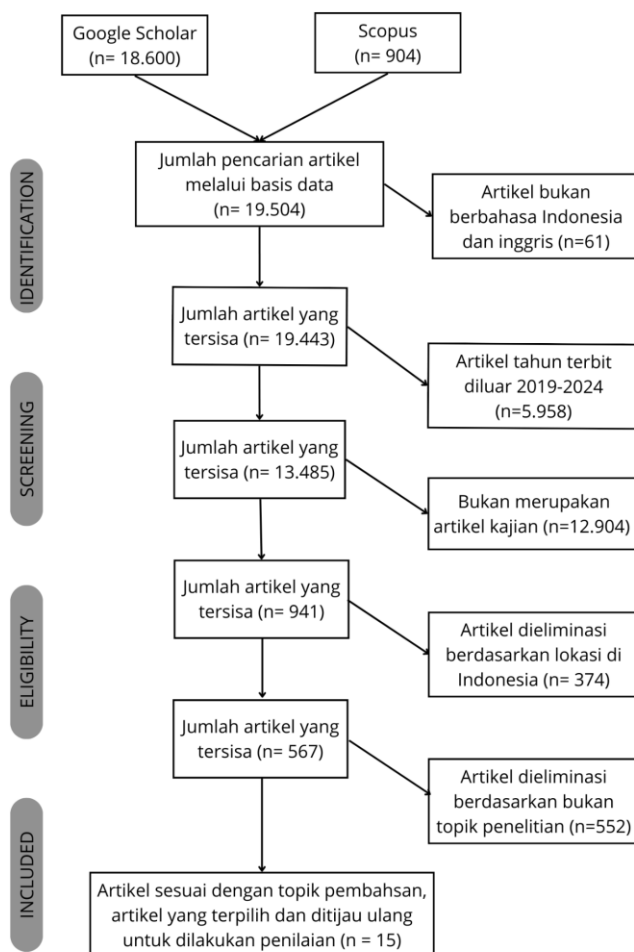 Google Scholar
(n= 18.600)
Scopus
(n= 904)
IDENTIFICATION
Jumlah pencarian artikel
melalui basis data
(n= 19.504)
Artikel bukan
berbahasa Indonesia
dan inggris (n=61)
Jumlah artikel yang
tersisa (n= 19.443)
Artikel tahun terbit
diluar 2019-2024
(n=5.958)
SCREENING
Jumlah artikel yang
tersisa (n= 13.485)
Bukan merupakan
artikel kajian (n=12.904)
ELIGIBILITY
Jumlah artikel yang
tersisa (n= 941)
Artikel dieliminasi
berdasarkan lokasi di
Indonesia (n= 374)
Jumlah artikel yang
tersisa (n= 567)
Artikel dieliminasi
berdasarkan bukan
topik penelitian (n=552)
INCLUDED
Artikel sesuai dengan topik pembahsan,
artikel yang terpilih dan ditijau ulang
untuk dilakukan penilaian (n = 15)